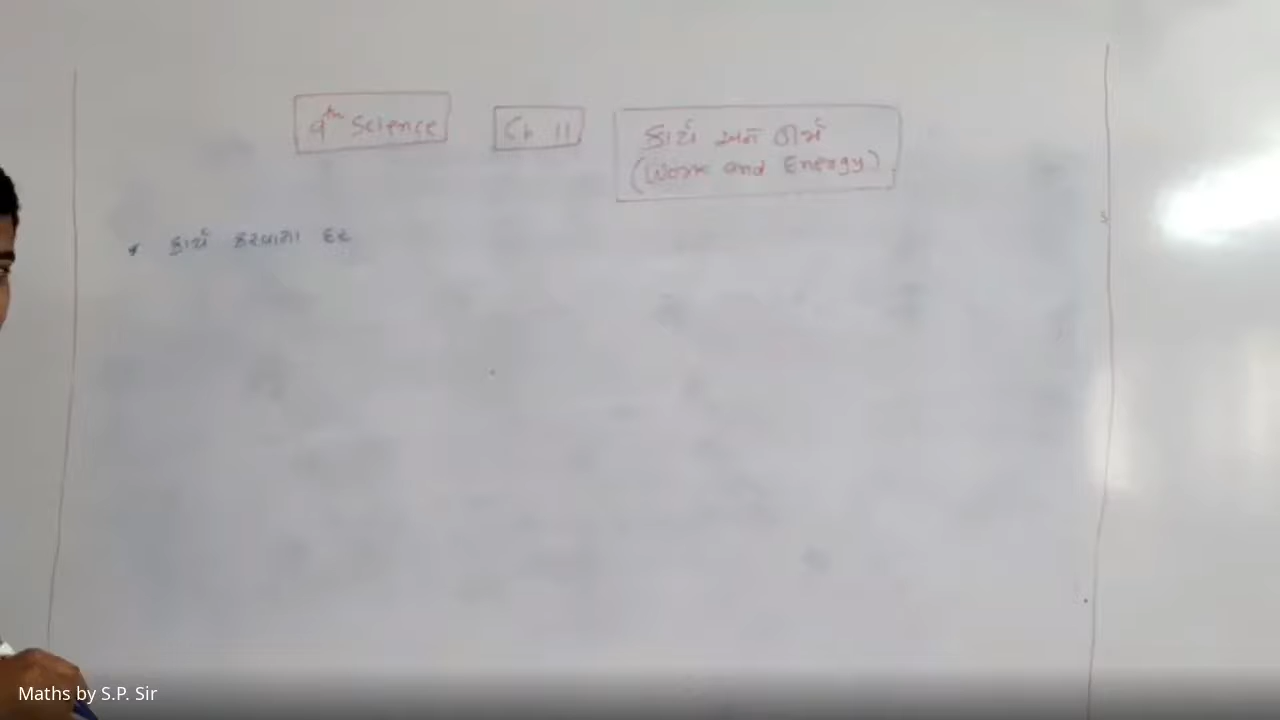 9th Science
Ch 11
કાર્ય અને ઊર્જા
(Work and Energy)
* કાર્ય કરવાના દર
Maths by S.P. Sir